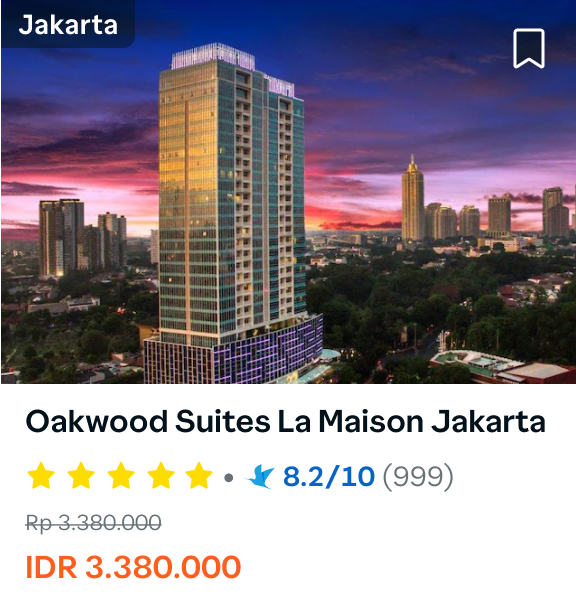 Jakarta
Oakwood Suites La Maison Jakarta
8.2/10 (999)
Rp 3.380.000
IDR 3.380.000